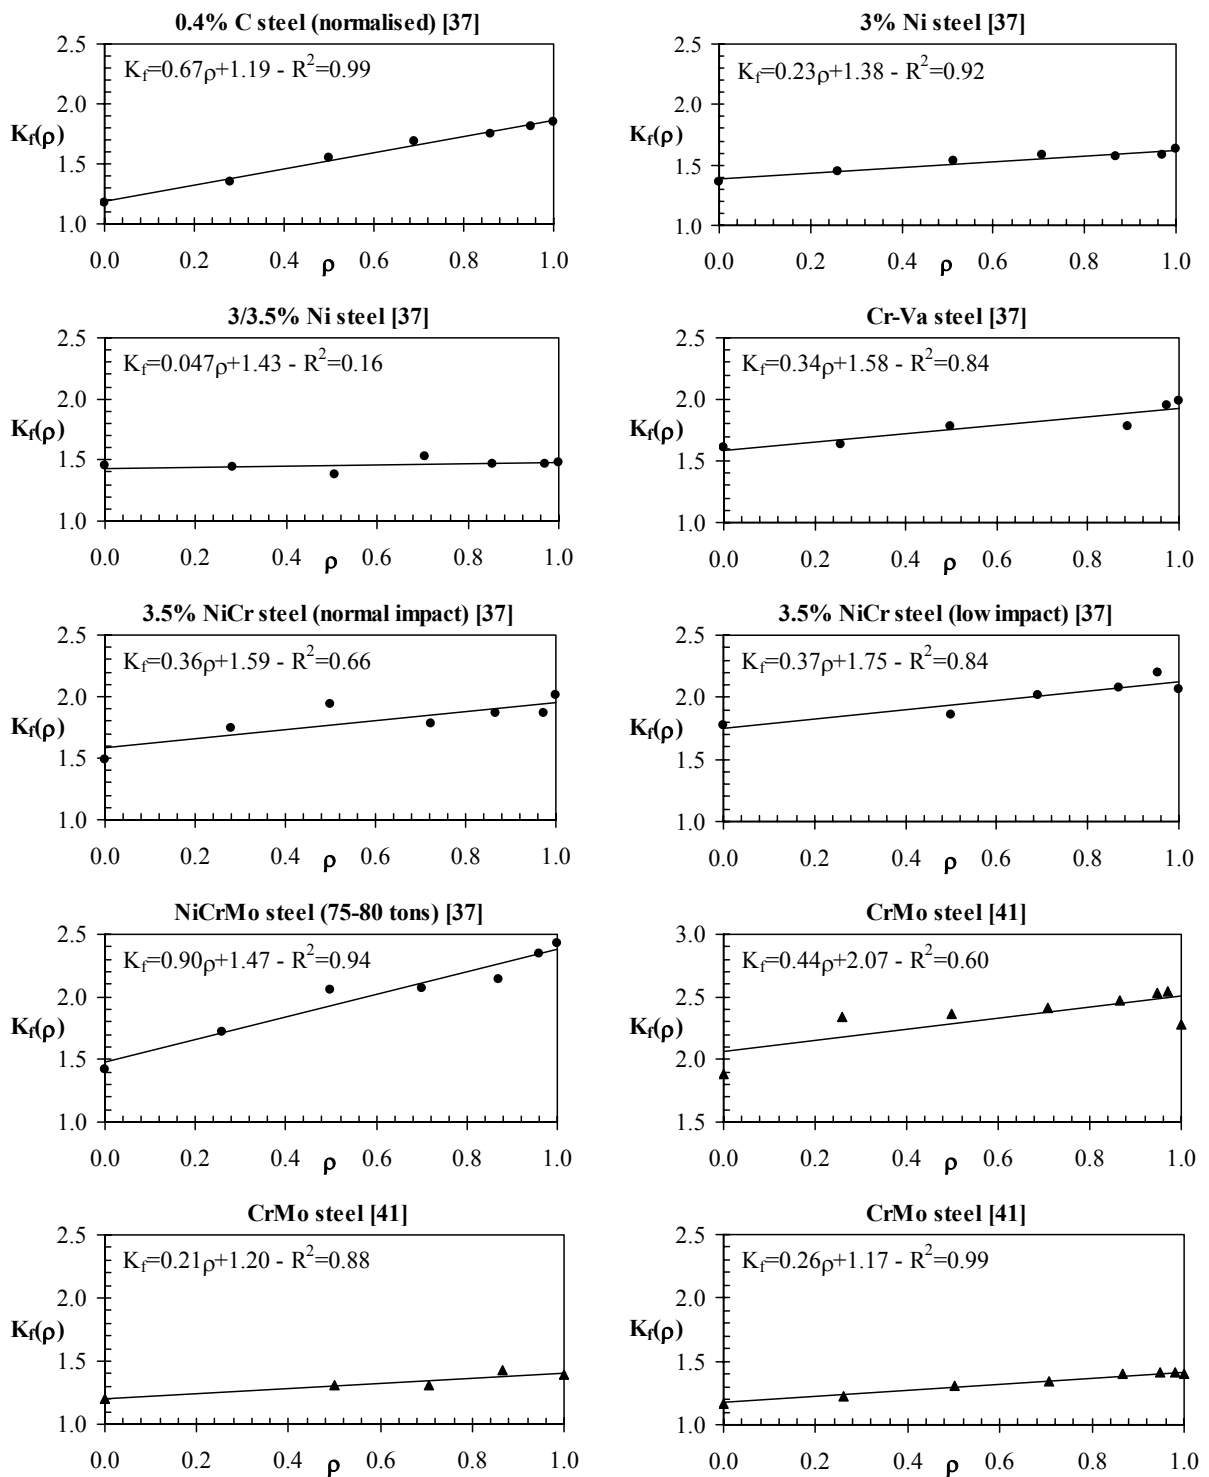 0.4% C steel (normalised) [37]
2.5
K_f=0.67ρ+1.19 - R²=0.99
2.0
K_f(ρ)
1.5
1.0
0.0 0.2 0.4 ρ 0.6 0.8 1.0
3% Ni steel [37]
2.5
K_f=0.23ρ+1.38 - R²=0.92
2.0
K_f(ρ)
1.5
1.0
0.0 0.2 0.4 ρ 0.6 0.8 1.0
3/3.5% Ni steel [37]
2.5
K_f=0.047ρ+1.43 - R²=0.16
2.0
K_f(ρ)
1.5
1.0
0.0 0.2 0.4 ρ 0.6 0.8 1.0
Cr-Va steel [37]
2.5
K_f=0.34ρ+1.58 - R²=0.84
2.0
K_f(ρ)
1.5
1.0
0.0 0.2 0.4 ρ 0.6 0.8 1.0
3.5% NiCr steel (normal impact) [37]
2.5
K_f=0.36ρ+1.59 - R²=0.66
2.0
K_f(ρ)
1.5
1.0
0.0 0.2 0.4 ρ 0.6 0.8 1.0
3.5% NiCr steel (low impact) [37]
2.5
K_f=0.37ρ+1.75 - R²=0.84
2.0
K_f(ρ)
1.5
1.0
0.0 0.2 0.4 ρ 0.6 0.8 1.0
NiCrMo steel (75-80 tons) [37]
2.5
K_f=0.90ρ+1.47 - R²=0.94
2.0
K_f(ρ)
1.5
1.0
0.0 0.2 0.4 ρ 0.6 0.8 1.0
CrMo steel [41]
3.0
K_f=0.44ρ+2.07 - R²=0.60
2.5
K_f(ρ)
2.0
1.5
0.0 0.2 0.4 ρ 0.6 0.8 1.0
CrMo steel [41]
2.5
K_f=0.21ρ+1.20 - R²=0.88
2.0
K_f(ρ)
1.5
1.0
0.0 0.2 0.4 ρ 0.6 0.8 1.0
CrMo steel [41]
2.5
K_f=0.26ρ+1.17 - R²=0.99
2.0
K_f(ρ)
1.5
1.0
0.0 0.2 0.4 ρ 0.6 0.8 1.0